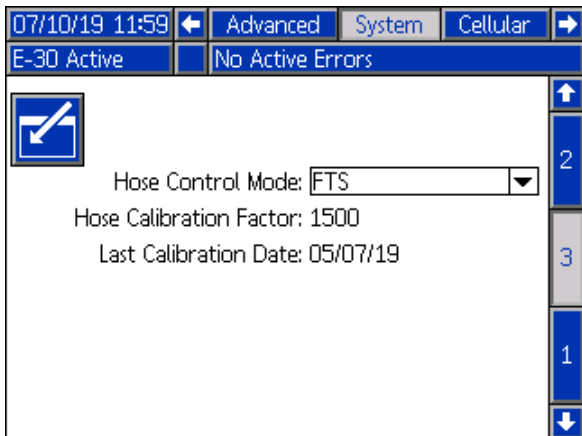 07/10/19 11:59 Advanced System Cellular
E-30 Active No Active Errors
2
Hose Control Mode: FTS
Hose Calibration Factor: 1500
Last Calibration Date: 05/07/19
3
1